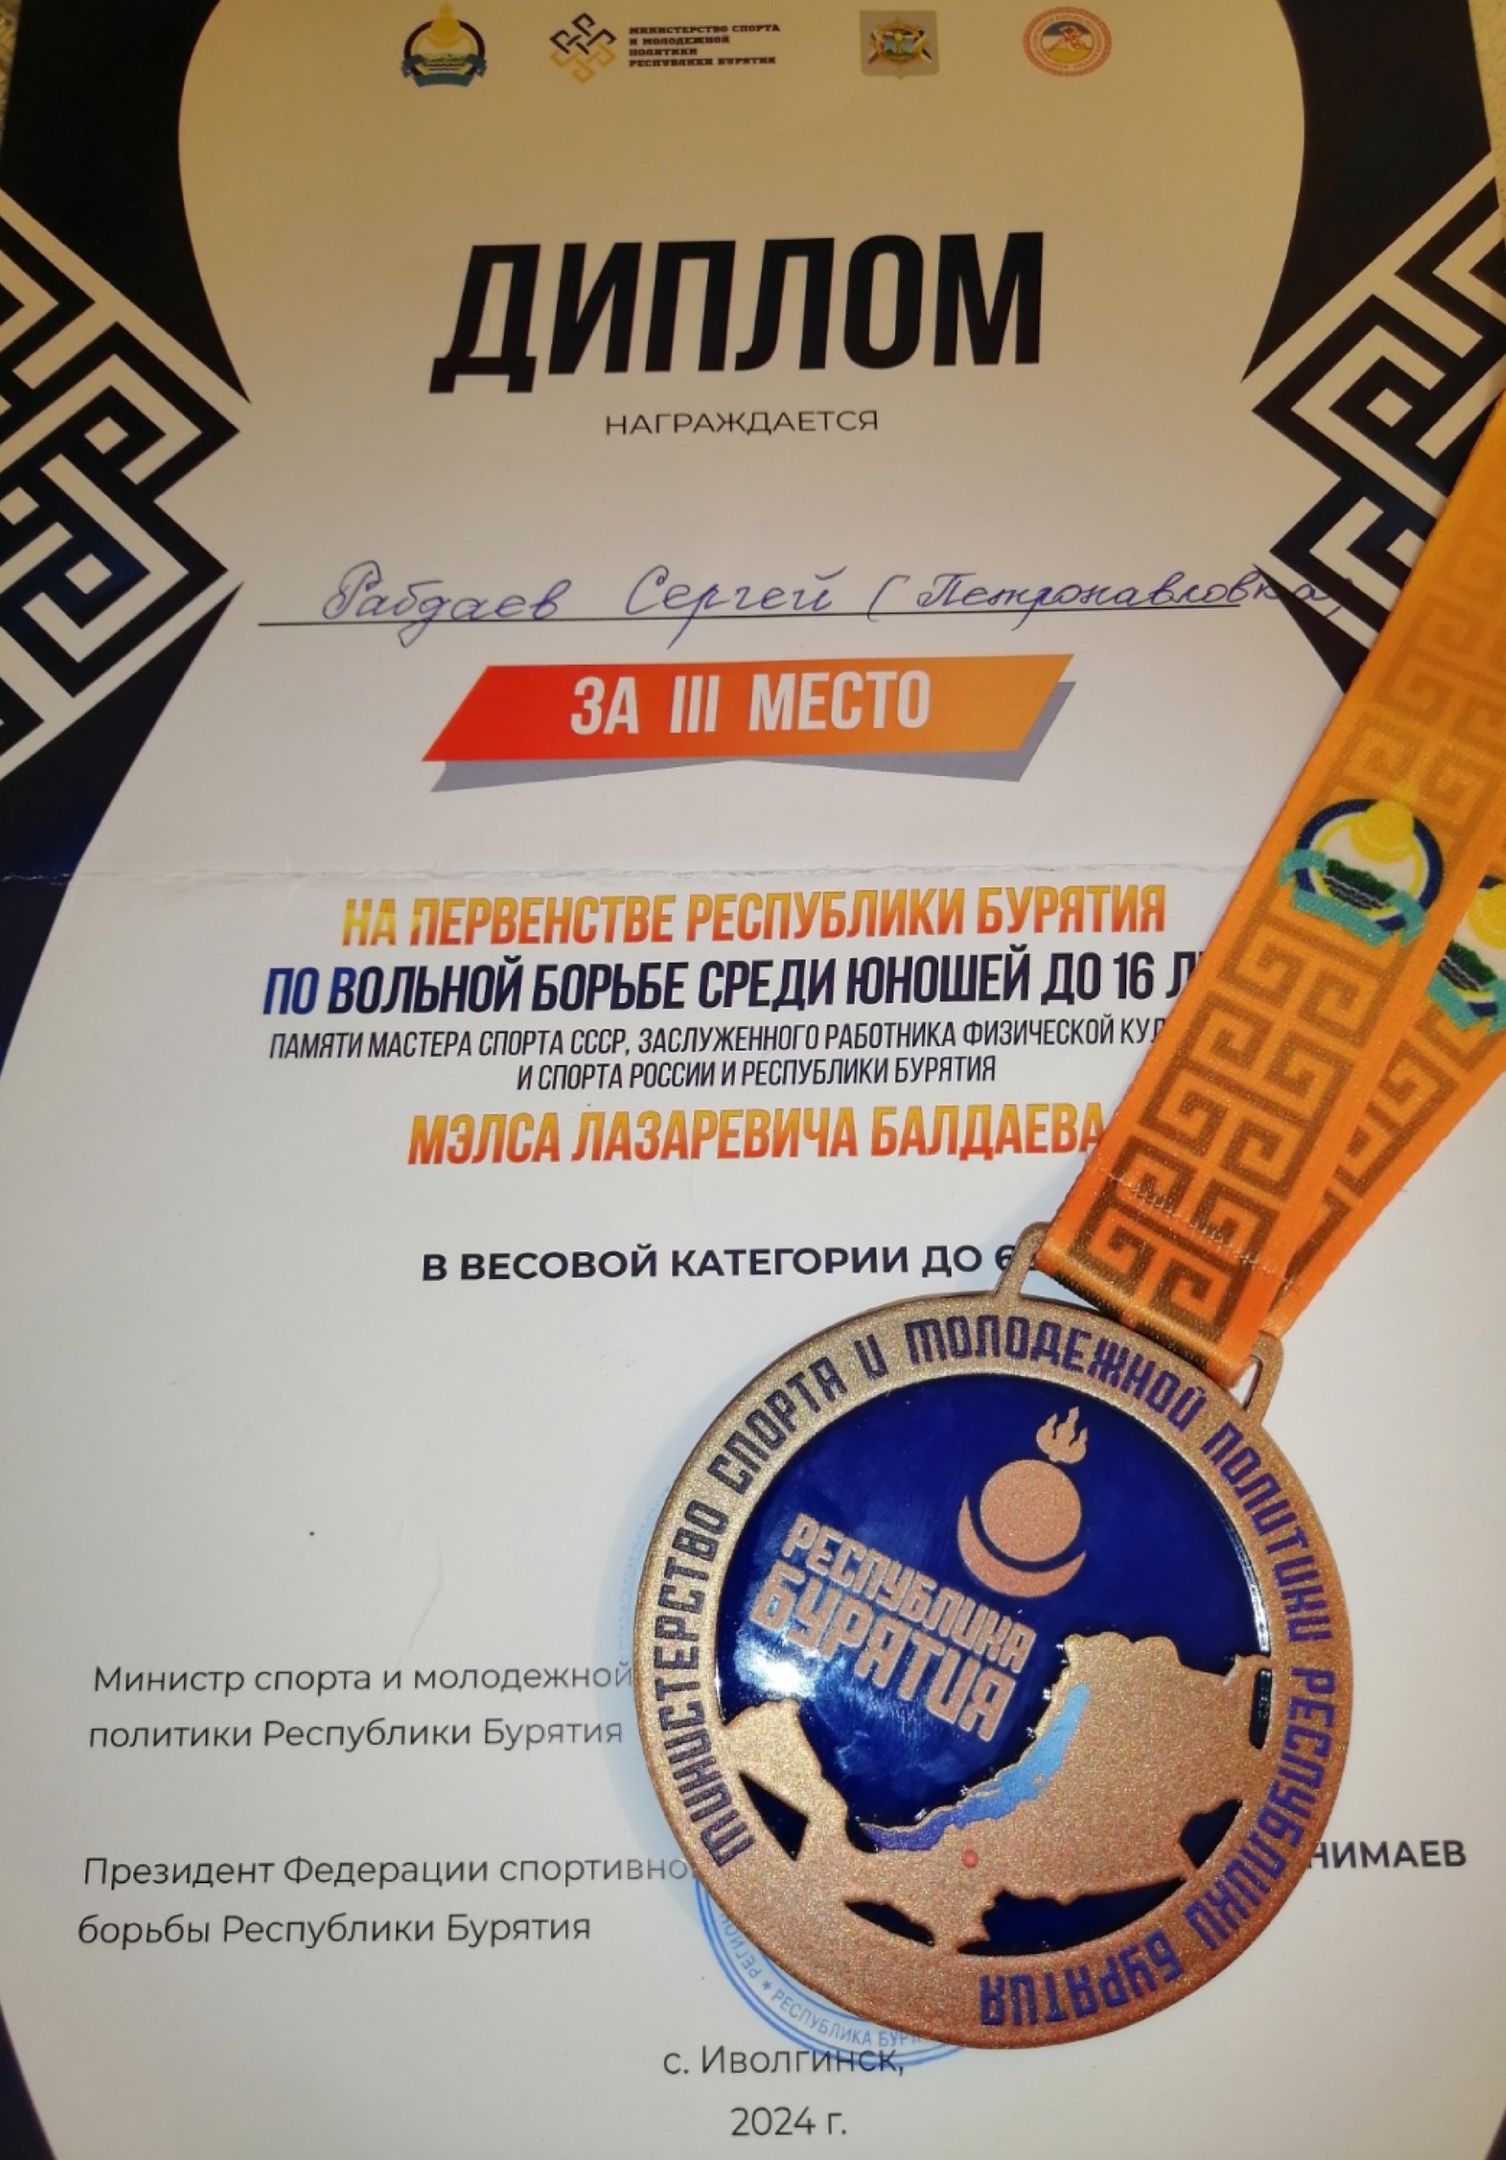 МИНИСТЕРСТВО СПОРТА
И МОЛОДЕЖНОЙ
ПОЛИТИКИ
РЕСПУБЛИКИ БУРЯТИЯ
ДИПЛОМ
НАГРАЖДАЕТСЯ
Рабдаев Сергей (Петропавловка)
ЗА III МЕСТО
НА ПЕРВЕНСТВЕ РЕСПУБЛИКИ БУРЯТИЯ
ПО ВОЛЬНОЙ БОРЬБЕ СРЕДИ ЮНОШЕЙ ДО 16
ПАМЯТИ МАСТЕРА СПОРТА СССР, ЗАСЛУЖЕННОГО РАБОТНИКА ФИЗИЧЕСКОЙ КУЛ
И СПОРТА РОССИИ И РЕСПУБЛИКИ БУРЯТИЯ
МЭЛСА ЛАЗАРЕВИЧА БАЛДАЕВА
В ВЕСОВОЙ КАТЕГОРИИ ДО
МИНИСТЕРСТВО СПОРТА И МОЛОДЕЖНОЙ ПОЛИТИКИ РЕСПУБЛИКИ БУРЯТИЯ
РЕСПУБЛИКА
БУРЯТИЯ
Министр спорта и молодежной
политики Республики Бурятия
Президент Федерации спортивно
НИМАЕВ
борьбы Республики Бурятия
РЕГИОН ★ РЕСПУБЛИКА БУРЯ
с. Иволгинск,
2024 г.